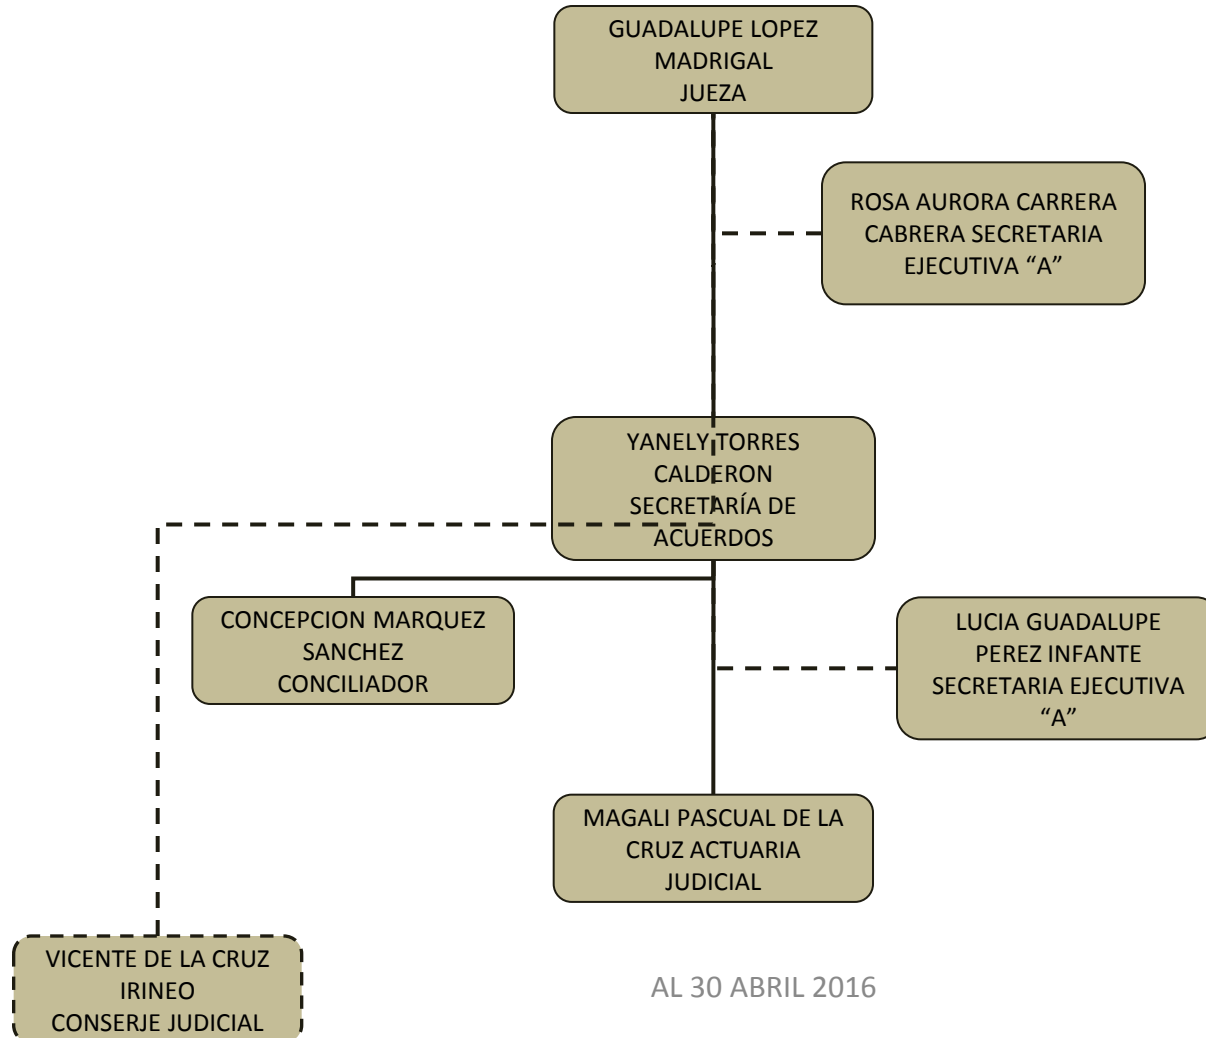 GUADALUPE LOPEZ
MADRIGAL
JUEZA
ROSA AURORA CARRERA
CABRERA SECRETARIA
EJECUTIVA “A”
YANELY TORRES
CALDERON
SECRETARÍA DE
ACUERDOS
CONCEPCION MARQUEZ
SANCHEZ
CONCILIADOR
LUCIA GUADALUPE
PEREZ INFANTE
SECRETARIA EJECUTIVA
“A”
MAGALI PASCUAL DE LA
CRUZ ACTUARIA
JUDICIAL
VICENTE DE LA CRUZ
IRINEO
CONSERJE JUDICIAL
AL 30 ABRIL 2016